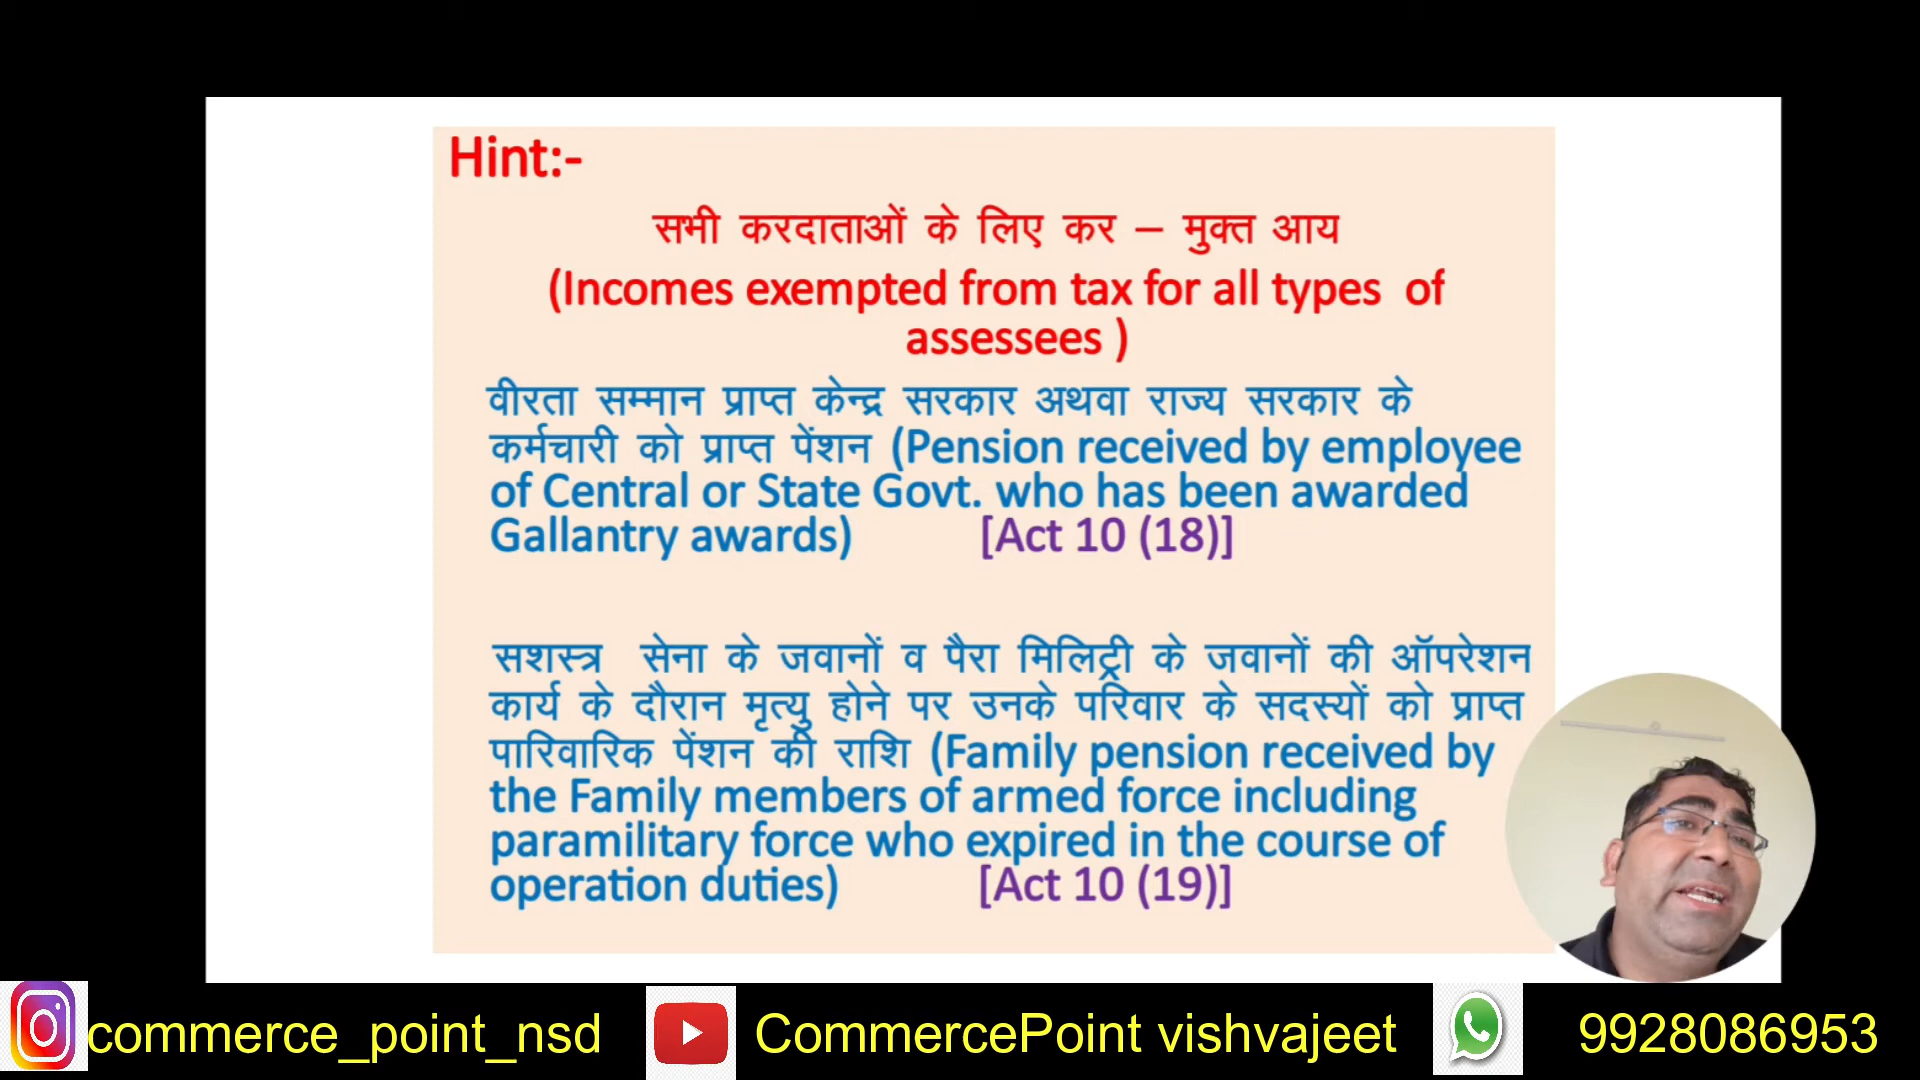 Hint:-
सभी करदाताओं के लिए कर – मुक्त आय
(Incomes exempted from tax for all types of
assessees )
वीरता सम्मान प्राप्त केन्द्र सरकार अथवा राज्य सरकार के
कर्मचारी को प्राप्त पेंशन (Pension received by employee
of Central or State Govt. who has been awarded
Gallantry awards) [Act 10 (18)]
सशस्त्र सेना के जवानों व पैरा मिलिट्री के जवानों की ऑपरेशन
कार्य के दौरान मृत्यु होने पर उनके परिवार के सदस्यों को प्राप्त
पारिवारिक पेंशन की राशि (Family pension received by
the Family members of armed force including
paramilitary force who expired in the course of
operation duties) [Act 10 (19)]
commerce_point_nsd CommercePoint vishvajeet 9928086953